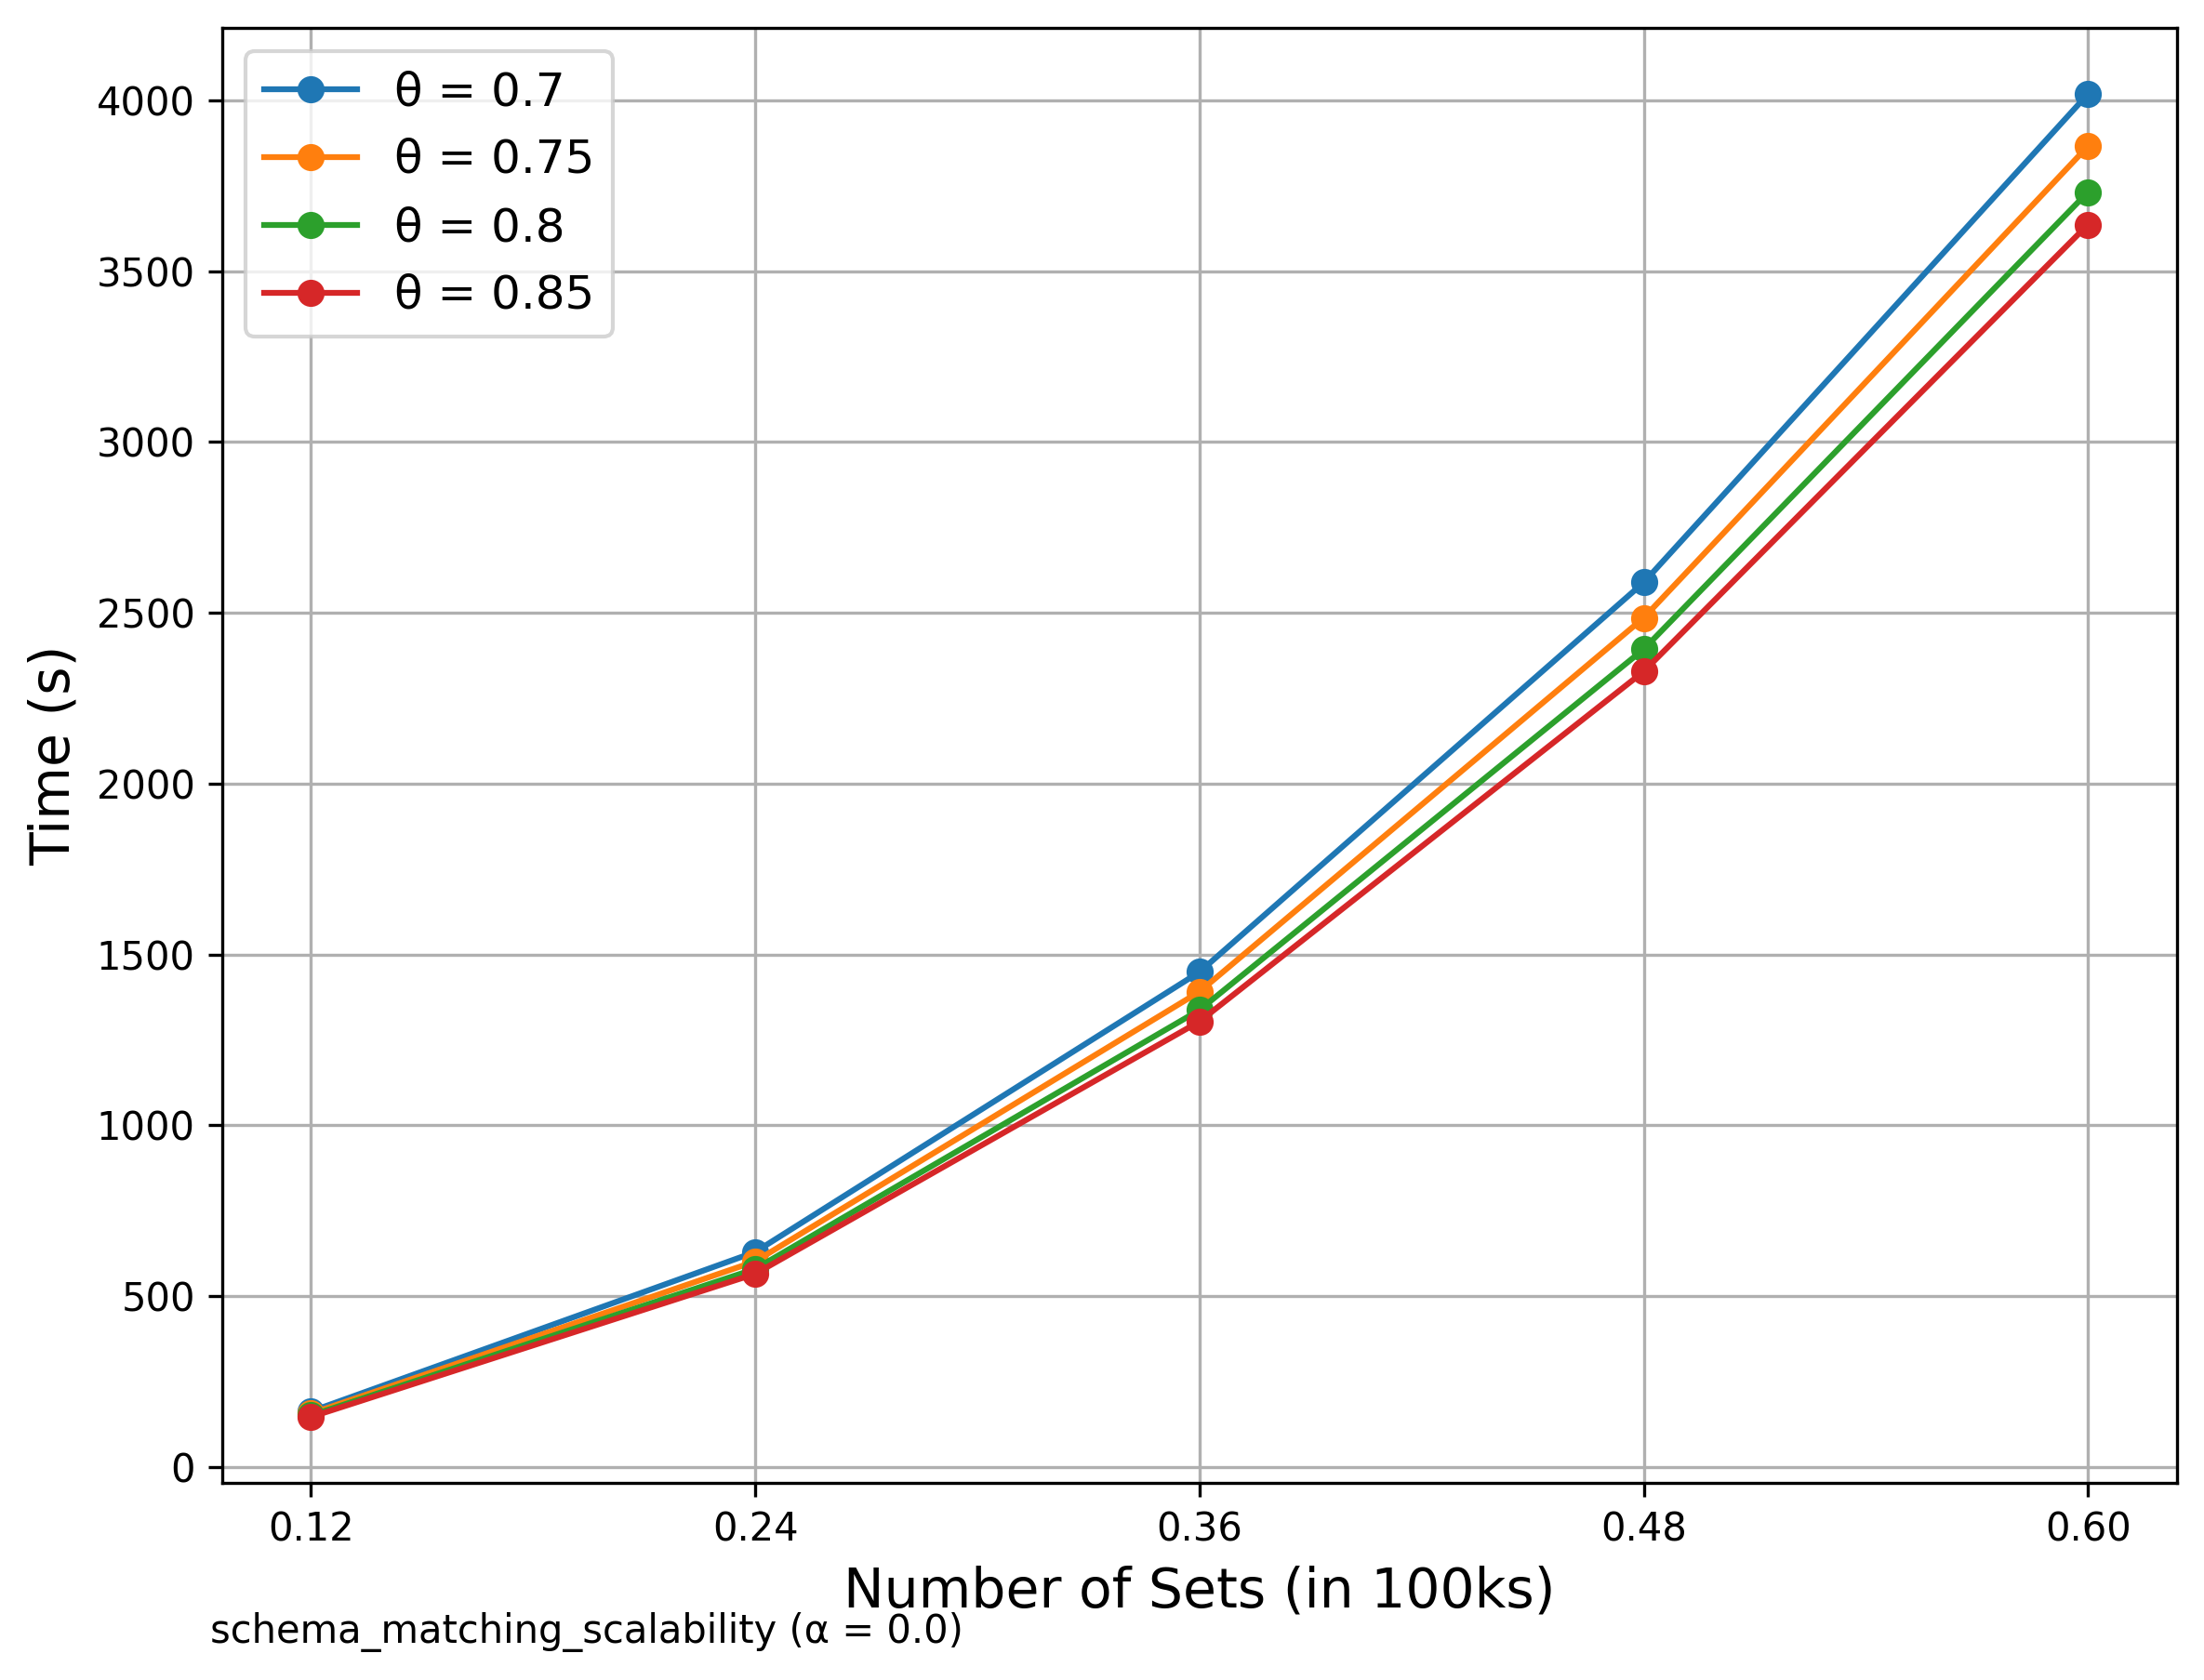 θ = 0.7
θ = 0.75
θ = 0.8
θ = 0.85
4000
3500
3000
2500
2000
1500
1000
500
0
Time (s)
0.12 0.24 0.36 0.48 0.60
Number of Sets (in 100ks)
schema_matching_scalability (α = 0.0)